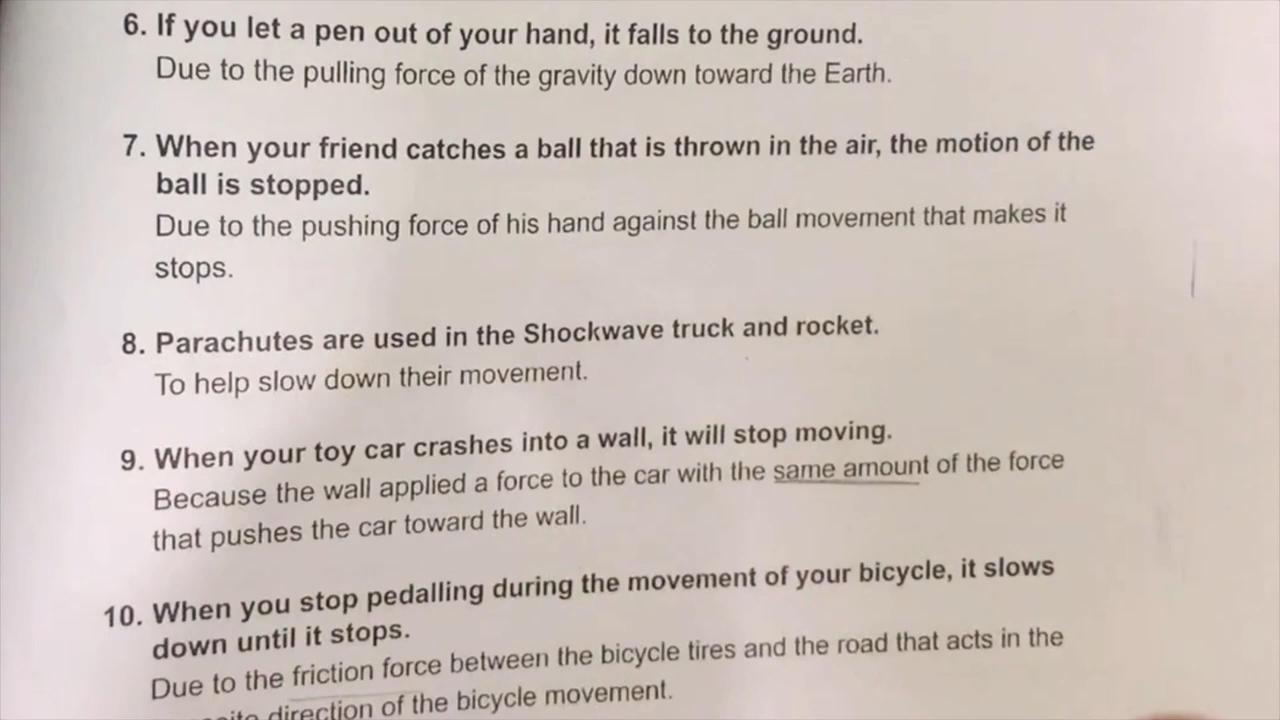 6. If you let a pen out of your hand, it falls to the ground.
Due to the pulling force of the gravity down toward the Earth.
7. When your friend catches a ball that is thrown in the air, the motion of the
ball is stopped.
Due to the pushing force of his hand against the ball movement that makes it
stops.
8. Parachutes are used in the Shockwave truck and rocket.
To help slow down their movement.
9. When your toy car crashes into a wall, it will stop moving.
Because the wall applied a force to the car with the same amount of the force
that pushes the car toward the wall.
10. When you stop pedalling during the movement of your bicycle, it slows
down until it stops.
Due to the friction force between the bicycle tires and the road that acts in the
direction of the bicycle movement.